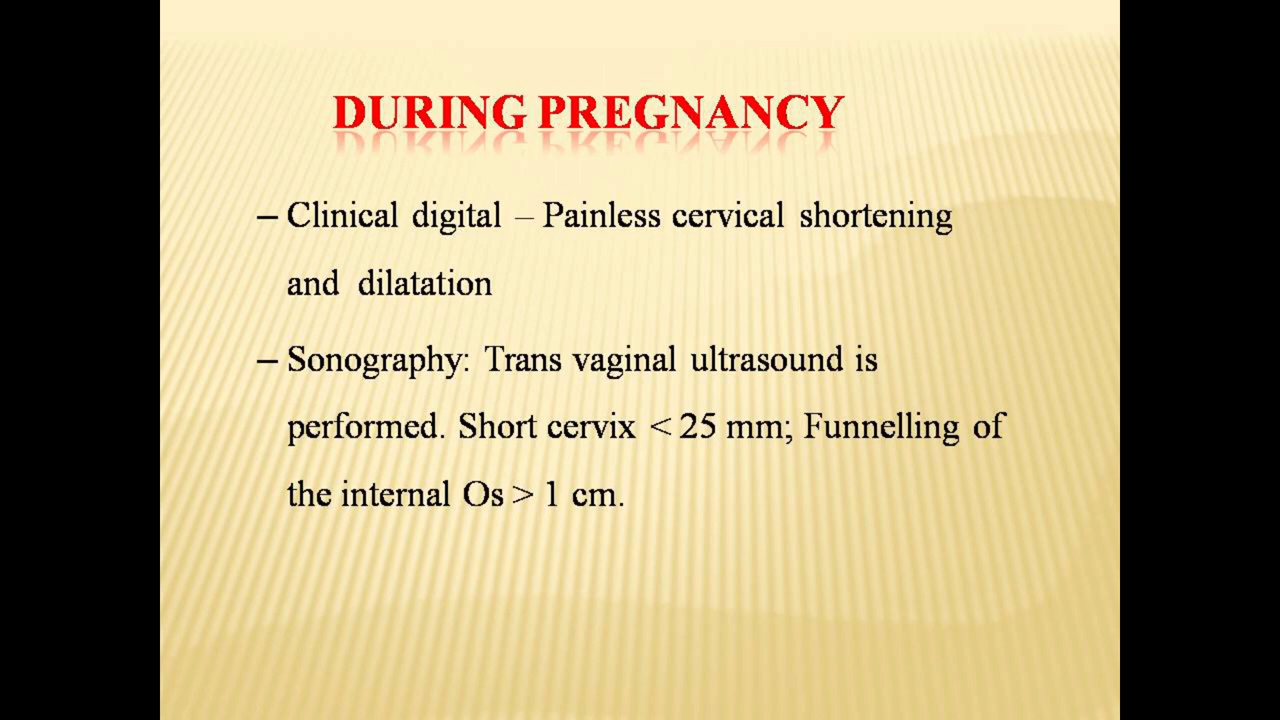 DURING PREGNANCY
– Clinical digital – Painless cervical shortening
and dilatation
– Sonography: Trans vaginal ultrasound is
performed. Short cervix < 25 mm; Funnelling of
the internal Os > 1 cm.